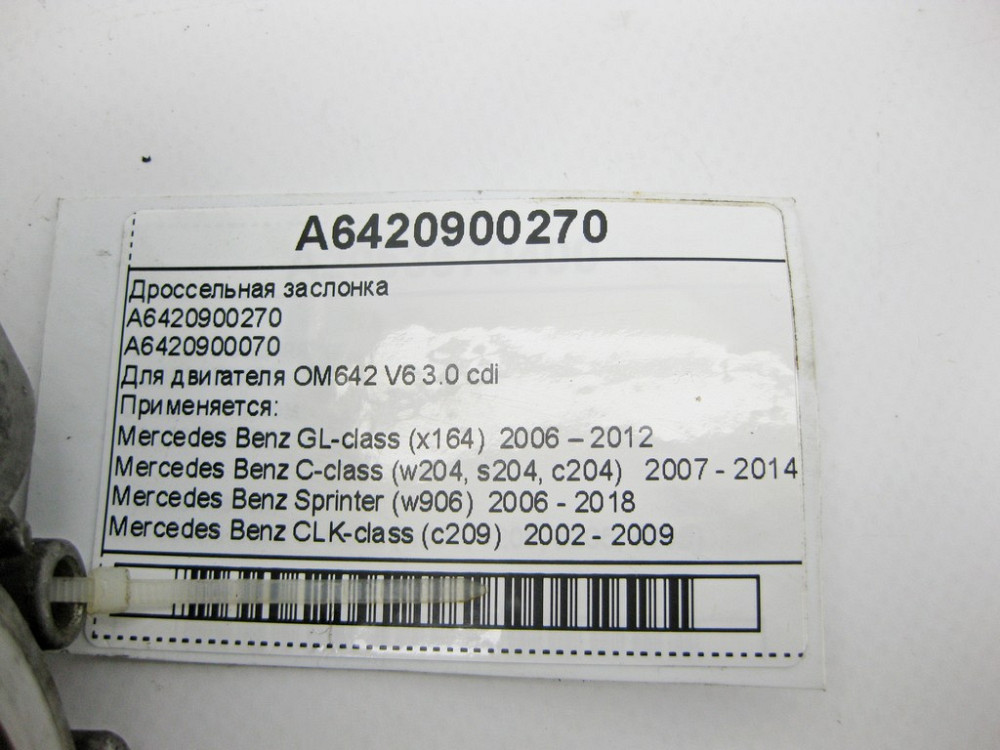 A6420900270
Дроссельная заслонка
A6420900270
A6420900070
Для двигателя OM642 V6 3.0 cdi
Применяется:
Mercedes Benz GL-class (x164) 2006 – 2012
Mercedes Benz C-class (w204, s204, c204) 2007 - 2014
Mercedes Benz Sprinter (w906) 2006 - 2018
Mercedes Benz CLK-class (c209) 2002 - 2009